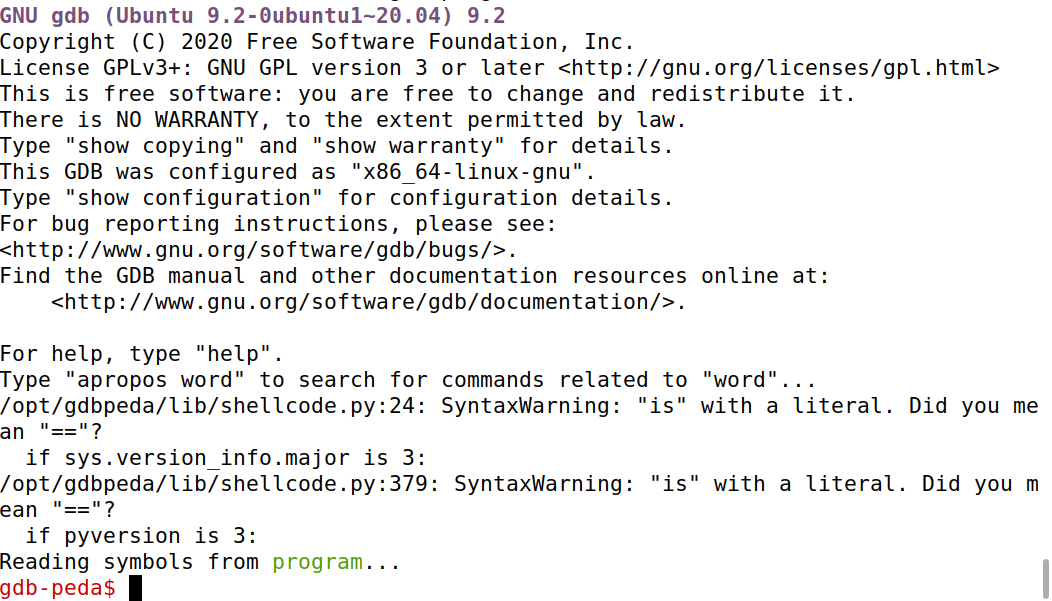 GNU gdb (Ubuntu 9.2-0ubuntu1~20.04) 9.2
Copyright (C) 2020 Free Software Foundation, Inc.
License GPLv3+: GNU GPL version 3 or later <http://gnu.org/licenses/gpl.html>
This is free software: you are free to change and redistribute it.
There is NO WARRANTY, to the extent permitted by law.
Type "show copying" and "show warranty" for details.
This GDB was configured as "x86_64-linux-gnu".
Type "show configuration" for configuration details.
For bug reporting instructions, please see:
<http://www.gnu.org/software/gdb/bugs/>.
Find the GDB manual and other documentation resources online at:
    <http://www.gnu.org/software/gdb/documentation/>.

For help, type "help".
Type "apropos word" to search for commands related to "word"...
/opt/gdbpeda/lib/shellcode.py:24: SyntaxWarning: "is" with a literal. Did you me
an "=="?
  if sys.version_info.major is 3:
/opt/gdbpeda/lib/shellcode.py:379: SyntaxWarning: "is" with a literal. Did you m
ean "=="?
  if pyversion is 3:
Reading symbols from program...
gdb-peda$